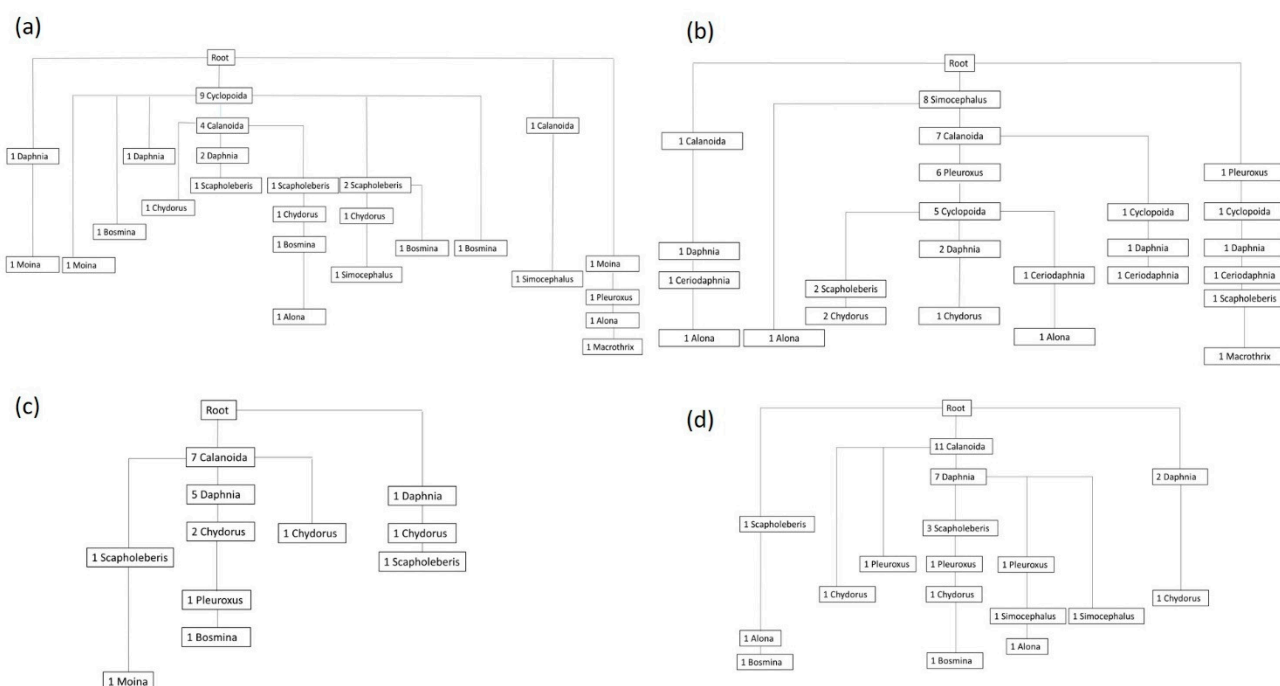 (a)
Root
9 Cyclopoida
4 Calanoida
1 Calanoida
1 Daphnia
1 Daphnia
2 Daphnia
1 Scapholeberis
1 Scapholeberis
2 Scapholeberis
1 Chydorus
1 Chydorus
1 Chydorus
1 Bosmina
1 Bosmina
1 Bosmina
1 Bosmina
1 Moina
1 Moina
1 Simocephalus
1 Simocephalus
1 Moina
1 Pleuroxus
1 Alona
1 Alona
1 Macrothrix
(b)
Root
8 Simocephalus
1 Calanoida
7 Calanoida
6 Pleuroxus
1 Pleuroxus
5 Cyclopoida
1 Cyclopoida
1 Cyclopoida
1 Daphnia
2 Daphnia
1 Daphnia
1 Daphnia
1 Ceriodaphnia
1 Ceriodaphnia
1 Ceriodaphnia
1 Ceriodaphnia
2 Scapholeberis
1 Scapholeberis
2 Chydorus
1 Chydorus
1 Alona
1 Alona
1 Alona
1 Macrothrix
(c)
Root
7 Calanoida
5 Daphnia
1 Daphnia
2 Chydorus
1 Chydorus
1 Chydorus
1 Scapholeberis
1 Scapholeberis
1 Pleuroxus
1 Bosmina
1 Moina
(d)
Root
11 Calanoida
7 Daphnia
2 Daphnia
1 Scapholeberis
3 Scapholeberis
1 Pleuroxus
1 Pleuroxus
1 Pleuroxus
1 Chydorus
1 Chydorus
1 Chydorus
1 Simocephalus
1 Simocephalus
1 Alona
1 Alona
1 Bosmina
1 Bosmina